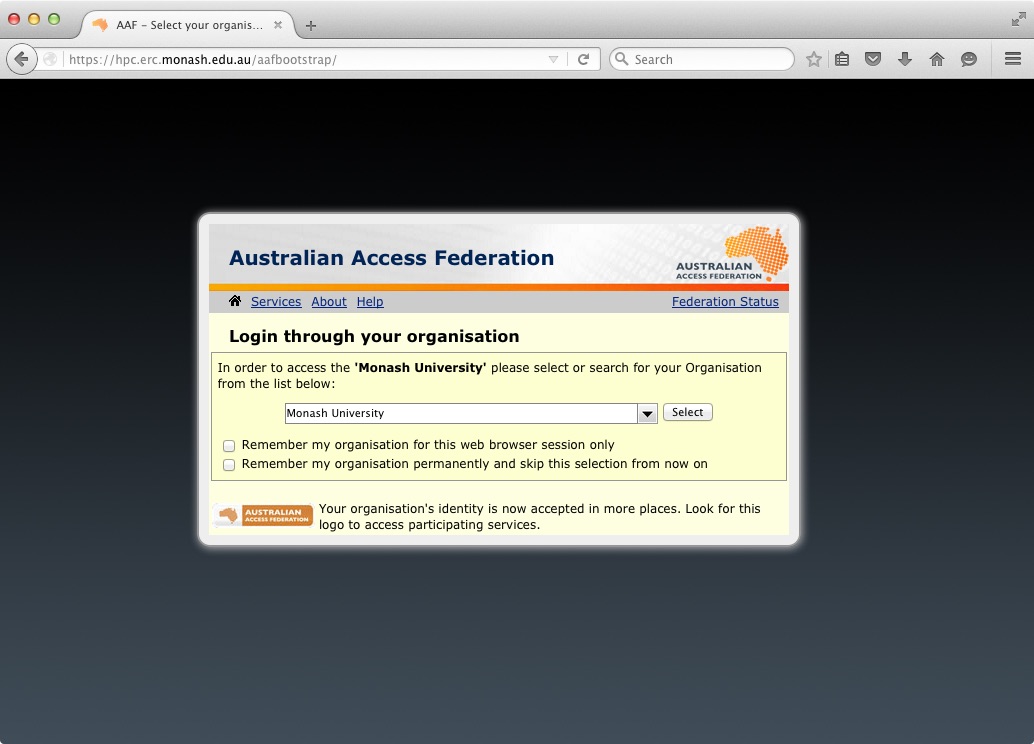 AAF - Select your organis...
https://hpc.erc.monash.edu.au/aafbootstrap/
Search
Australian Access Federation
AUSTRALIAN
ACCESS FEDERATION
Services About Help Federation Status
Login through your organisation
In order to access the 'Monash University' please select or search for your Organisation
from the list below:
Monash University Select
Remember my organisation for this web browser session only
Remember my organisation permanently and skip this selection from now on
AUSTRALIAN
ACCESS FEDERATION
Your organisation's identity is now accepted in more places. Look for this
logo to access participating services.